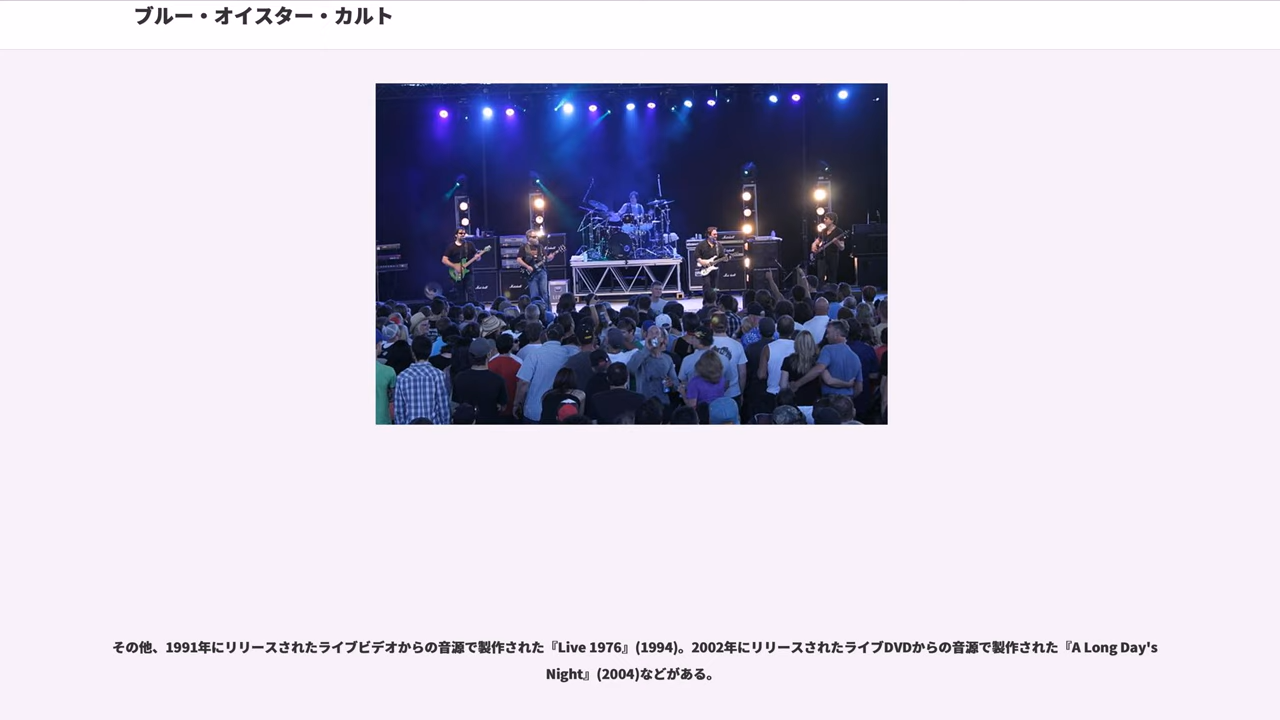 ブルー・オイスター・カルト
その他、1991年にリリースされたライブビデオからの音源で製作された『Live 1976』(1994)。2002年にリリースされたライブDVDからの音源で製作された『A Long Day's
Night』(2004)などがある。